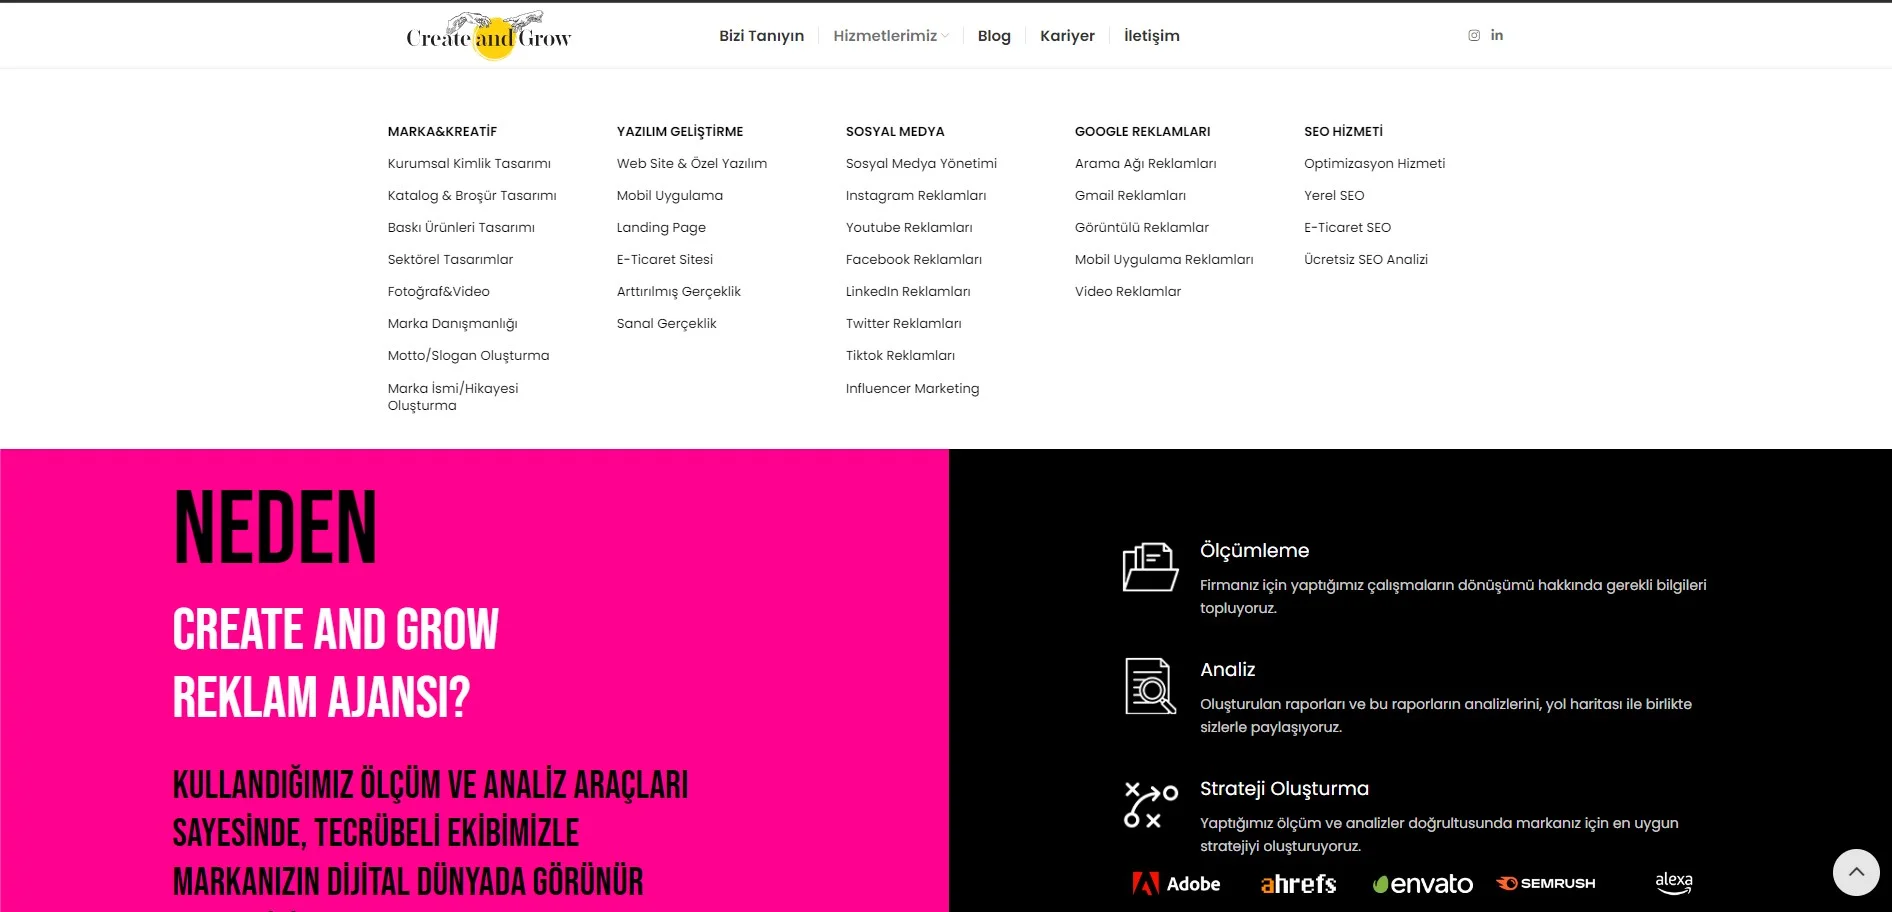 Create and Grow
Bizi Tanıyın
Hizmetlerimiz
Blog
Kariyer
İletişim
MARKA&KREATİF
Kurumsal Kimlik Tasarımı
Katalog & Broşür Tasarımı
Baskı Ürünleri Tasarımı
Sektörel Tasarımlar
Fotoğraf&Video
Marka Danışmanlığı
Motto/Slogan Oluşturma
Marka İsmi/Hikayesi
Oluşturma
YAZILIM GELİŞTİRME
Web Site & Özel Yazılım
Mobil Uygulama
Landing Page
E-Ticaret Sitesi
Arttırılmış Gerçeklik
Sanal Gerçeklik
SOSYAL MEDYA
Sosyal Medya Yönetimi
Instagram Reklamları
Youtube Reklamları
Facebook Reklamları
LinkedIn Reklamları
Twitter Reklamları
Tiktok Reklamları
Influencer Marketing
GOOGLE REKLAMLARI
Arama Ağı Reklamları
Gmail Reklamları
Görüntülü Reklamlar
Mobil Uygulama Reklamları
Video Reklamlar
SEO HİZMETİ
Optimizasyon Hizmeti
Yerel SEO
E-Ticaret SEO
Ücretsiz SEO Analizi
NEDEN
CREATE AND GROW
REKLAM AJANSI?
KULLANDIĞIMIZ ÖLÇÜM VE ANALİZ ARAÇLARI
SAYESİNDE, TECRÜBELİ EKİBİMİZLE
MARKANIZIN DİJİTAL DÜNYADA GÖRÜNÜR
Ölçümleme
Firmanız için yaptığımız çalışmaların dönüşümü hakkında gerekli bilgileri
topluyoruz.
Analiz
Oluşturulan raporları ve bu raporların analizlerini, yol haritası ile birlikte
sizlerle paylaşıyoruz.
Strateji Oluşturma
Yaptığımız ölçüm ve analizler doğrultusunda markanız için en uygun
stratejiyi oluşturuyoruz.
Adobe
ahrefs
envato
SEMRUSH
alexa